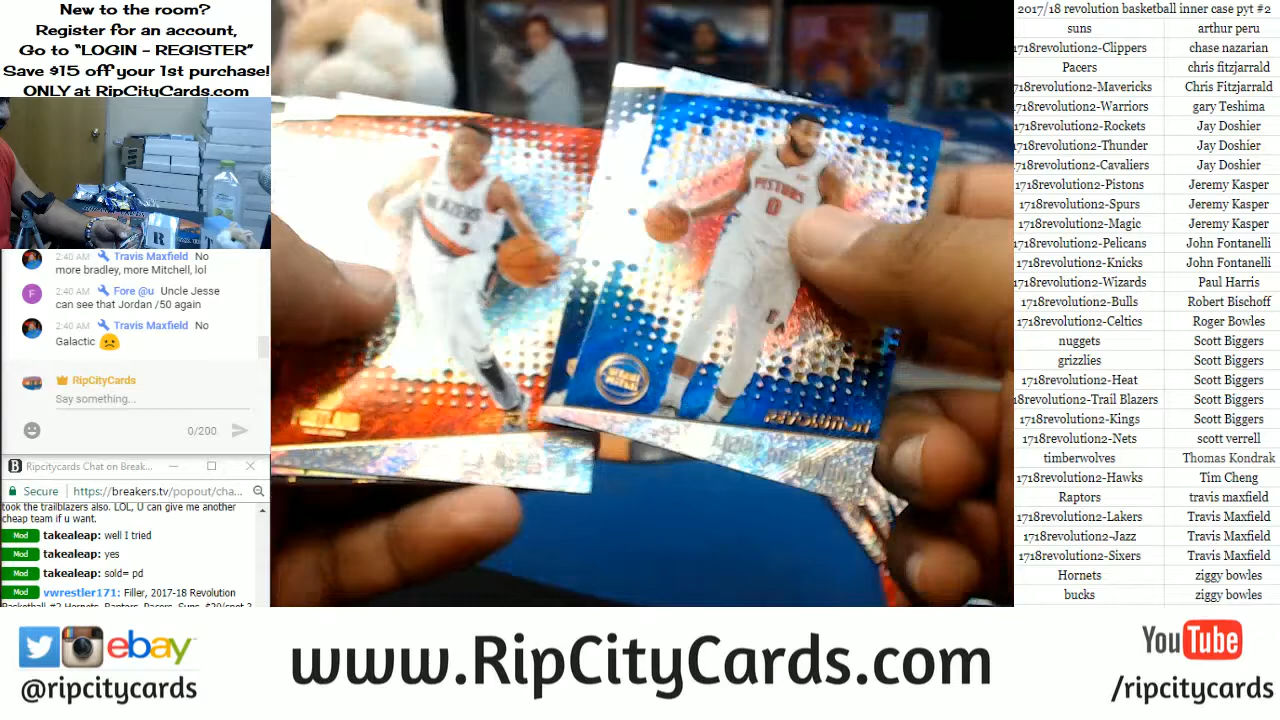 New to the room?
Register for an account,
Go to "LOGIN - REGISTER"
Save $15 off your 1st purchase!
ONLY at RipCityCards.com
2:40 AM Travis Maxfield No
more bradley, more Mitchell, lol
F 2:40 AM Fore @u Uncle Jesse
can see that Jordan /50 again
2:40 AM Travis Maxfield No
Galactic
RipCityCards
Say something...
0/200
Ripcitycards Chat on Break...
Secure https://breakers.tv/popout/cha...
took the trailblazers also. LOL, U can give me another
cheap team if u want.
Mod takealeap: well I tried
Mod takealeap: yes
Mod takealeap: sold= pd
Mod vwrestler171: Filler, 2017-18 Revolution
Basketball #2 Hornets, Raptors, Pacers, Suns, $20/spot 3
BLAZERS
3
PISTONS
0
REVOLUTION
R
2017/18 revolution basketball inner case pyt #2
suns arthur peru
1718revolution2-Clippers chase nazarian
Pacers chris fitzjarrald
1718revolution2-Mavericks Chris Fitzjarrald
1718revolution2-Warriors gary Teshima
1718revolution2-Rockets Jay Doshier
1718revolution2-Thunder Jay Doshier
1718revolution2-Cavaliers Jay Doshier
1718revolution2-Pistons Jeremy Kasper
1718revolution2-Spurs Jeremy Kasper
1718revolution2-Magic Jeremy Kasper
1718revolution2-Pelicans John Fontanelli
1718revolution2-Knicks John Fontanelli
1718revolution2-Wizards Paul Harris
1718revolution2-Bulls Robert Bischoff
1718revolution2-Celtics Roger Bowles
nuggets Scott Biggers
grizzlies Scott Biggers
1718revolution2-Heat Scott Biggers
1718revolution2-Trail Blazers Scott Biggers
1718revolution2-Kings Scott Biggers
1718revolution2-Nets scott verrell
timberwolves Thomas Kondrak
1718revolution2-Hawks Tim Cheng
Raptors travis maxfield
1718revolution2-Lakers Travis Maxfield
1718revolution2-Jazz Travis Maxfield
1718revolution2-Sixers Travis Maxfield
Hornets ziggy bowles
bucks ziggy bowles
ebay
@ripcitycards
www.RipCityCards.com
YouTube
/ripcitycards